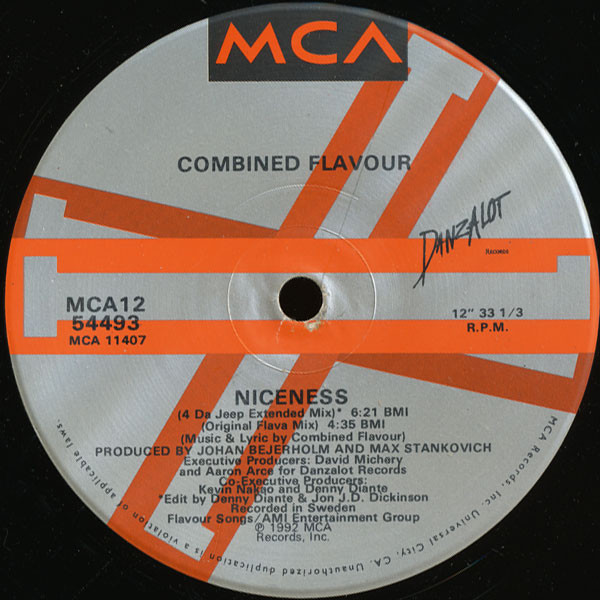 MCA
COMBINED FLAVOUR
DANZALOT
RECORDS
MCA12
54493
MCA 11407
12" 33 1/3
R.P.M.
NICENESS
(4 Da Jeep Extended Mix)* 6:21 BMI
(Original Flava Mix) 4:35 BMI
(Music & Lyric by Combined Flavour)
PRODUCED BY JOHAN BEJERHOLM AND MAX STANKOVICH
Executive Producers: David Michery
and Aaron Arce for Danzalot Records
Co-Executive Producers:
Kevin Nakao and Denny Diante
*Edit by Denny Diante & Jon J.D. Dickinson
Recorded in Sweden
Flavour Songs/AMI Entertainment Group
℗ 1992 MCA
Records, Inc.
MCA Records, Inc. Universal City, CA. Unauthorized duplication is a violation of applicable laws.